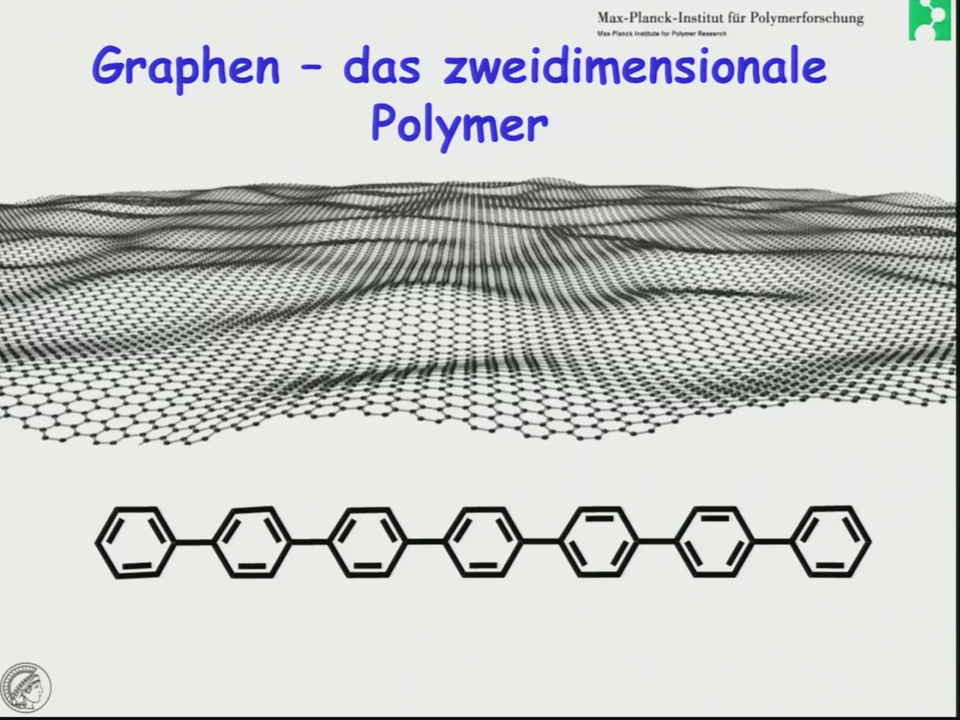 Max-Planck-Institut für Polymerforschung
Max Planck Institute for Polymer Research
Graphen – das zweidimensionale
Polymer